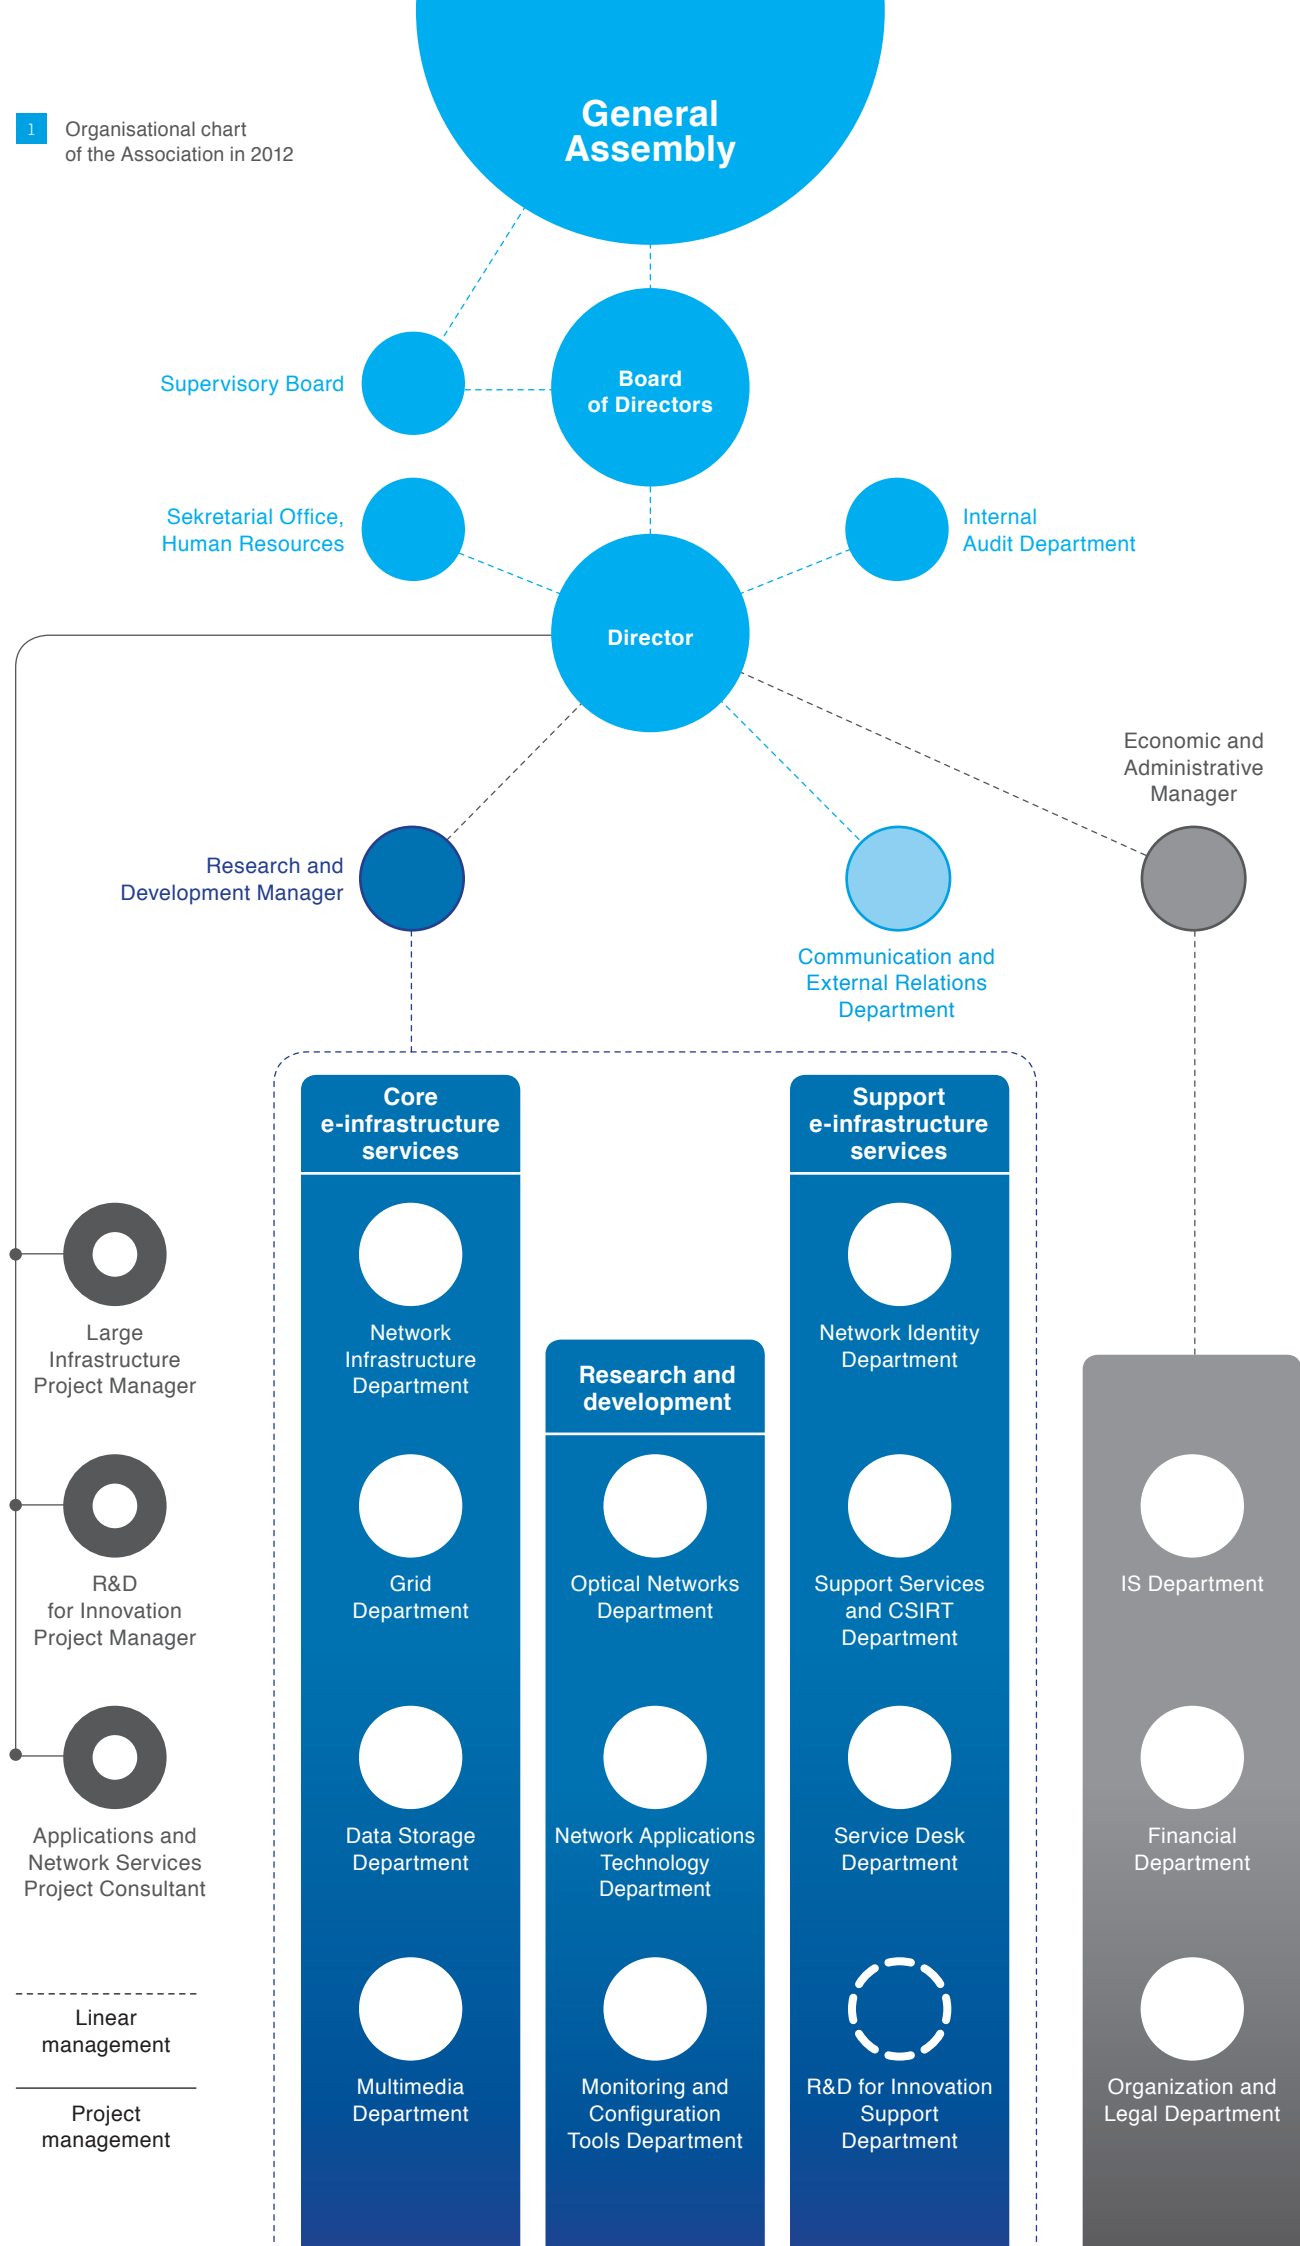 General
Assembly
1
Organisational chart
of the Association in 2012
Supervisory Board
Board
of Directors
Sekretarial Office,
Human Resources
Internal
Audit Department
Director
Economic and
Administrative
Manager
Research and
Development Manager
Communication and
External Relations
Department
Core
e-infrastructure
services
Support
e-infrastructure
services
Large
Infrastructure
Project Manager
Network
Infrastructure
Department
Research and
development
Network Identity
Department
R&D
for Innovation
Project Manager
Grid
Department
Optical Networks
Department
Support Services
and CSIRT
Department
IS Department
Applications and
Network Services
Project Consultant
Data Storage
Department
Network Applications
Technology
Department
Service Desk
Department
Financial
Department
Linear
management
Project
management
Multimedia
Department
Monitoring and
Configuration
Tools Department
R&D for Innovation
Support
Department
Organization and
Legal Department